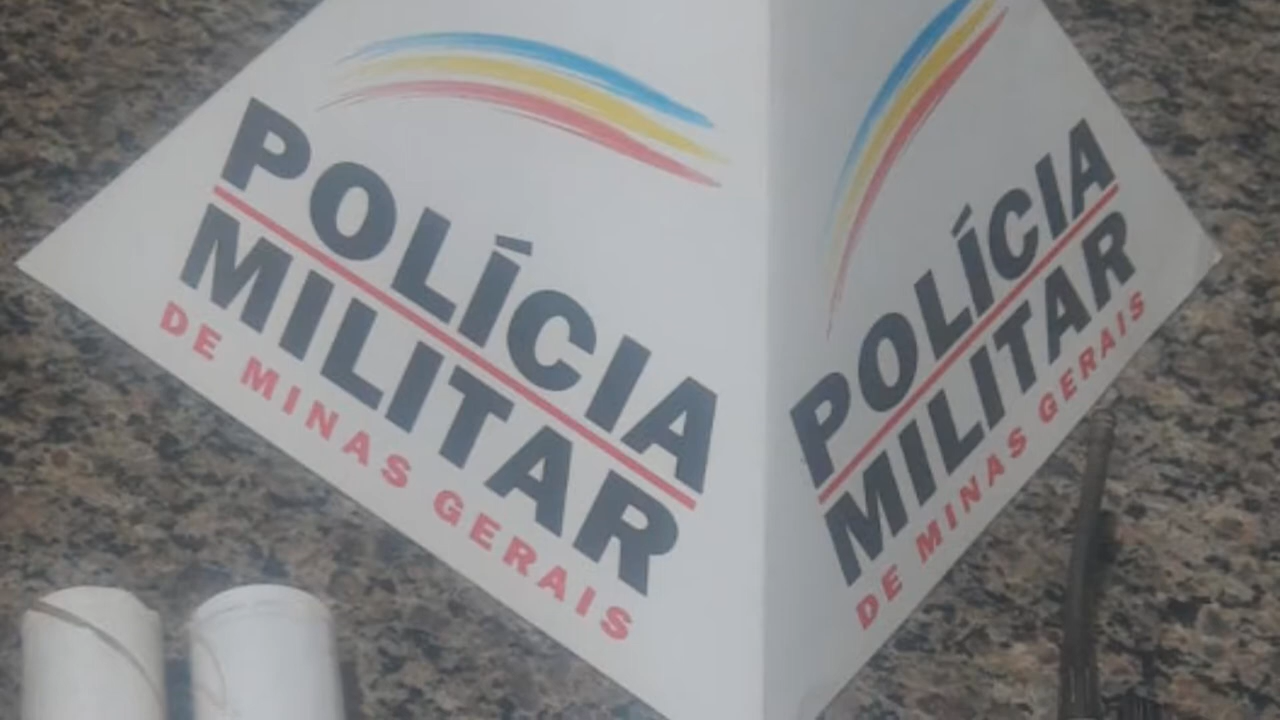 POLÍCIA
MILITAR
DE MINAS GERAIS
POLÍCIA
MILITAR
DE MINAS GERAIS